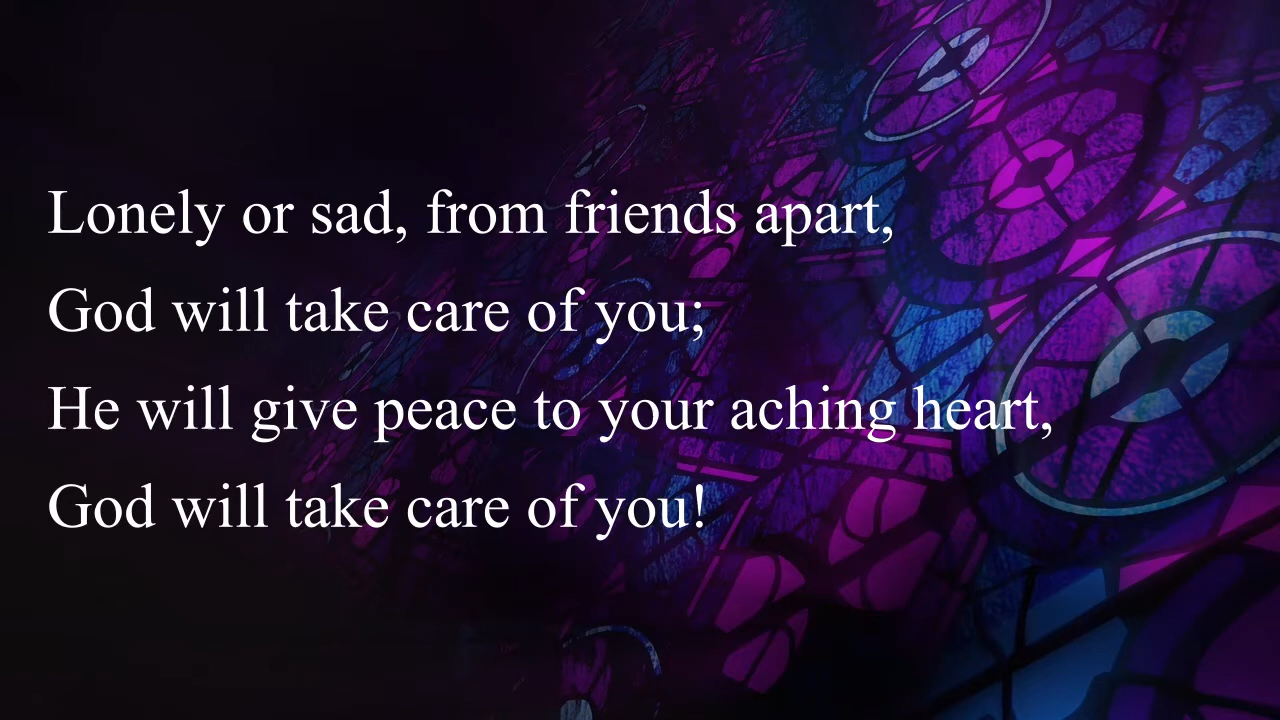 Lonely or sad, from friends apart,
God will take care of you;
He will give peace to your aching heart,
God will take care of you!